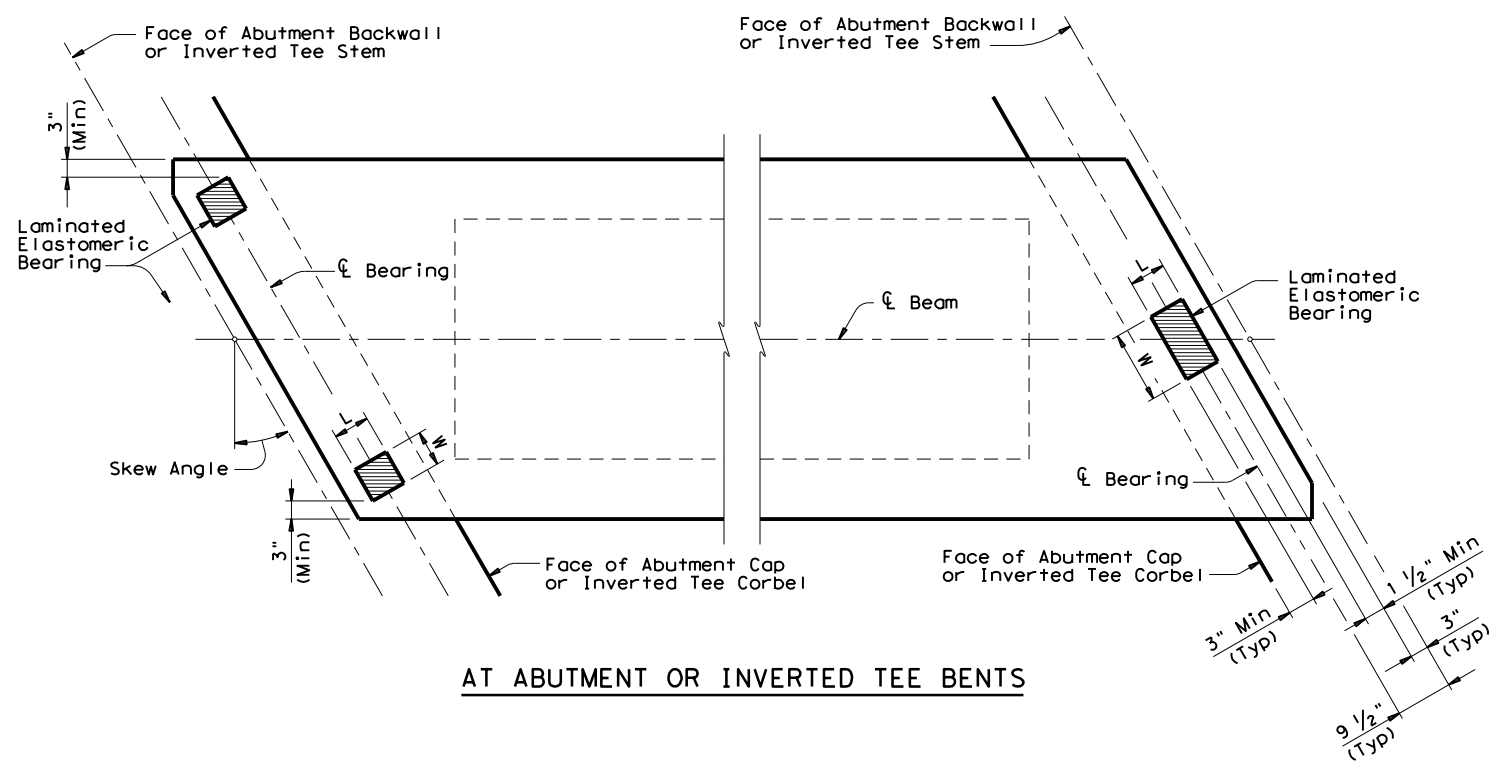 Face of Abutment Backwall
or Inverted Tee Stem
Face of Abutment Backwall
or Inverted Tee Stem
3"
(Min)
Laminated
Elastomeric
Bearing
℄ Bearing
℄ Beam
L
Laminated
Elastomeric
Bearing
W
L
W
Skew Angle
℄ Bearing
3"
(Min)
Face of Abutment Cap
or Inverted Tee Corbel
Face of Abutment Cap
or Inverted Tee Corbel
3" Min
(Typ)
1 ½" Min
(Typ)
3"
(Typ)
9 ½"
(Typ)
AT ABUTMENT OR INVERTED TEE BENTS